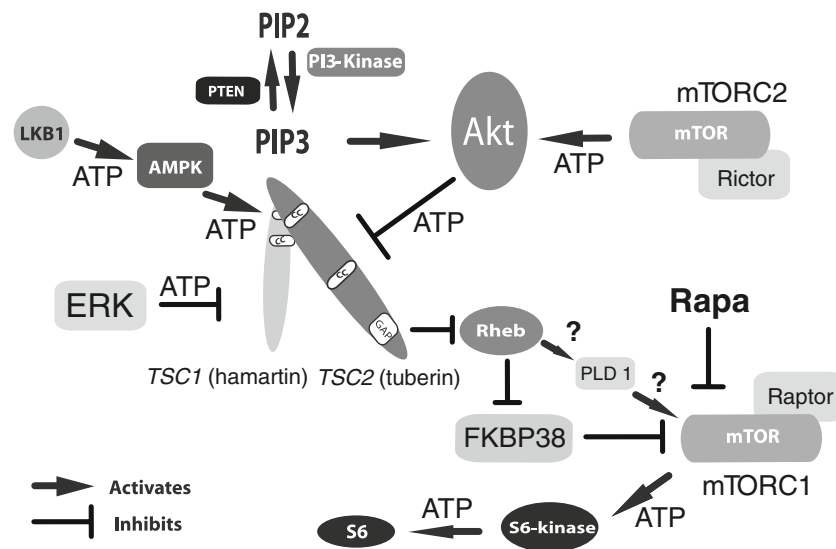 PIP2
PI3-Kinase
PTEN
PIP3
LKB1
ATP
AMPK
ATP
Akt
ATP
ATP
mTORC2
mTOR
Rictor
CC
CC
CC
GAP
ERK
ATP
TSC1 (hamartin) TSC2 (tuberin)
Rheb
?
PLD 1
?
FKBP38
Rapa
Raptor
mTOR
mTORC1
ATP
S6-kinase
ATP
S6
Activates
Inhibits